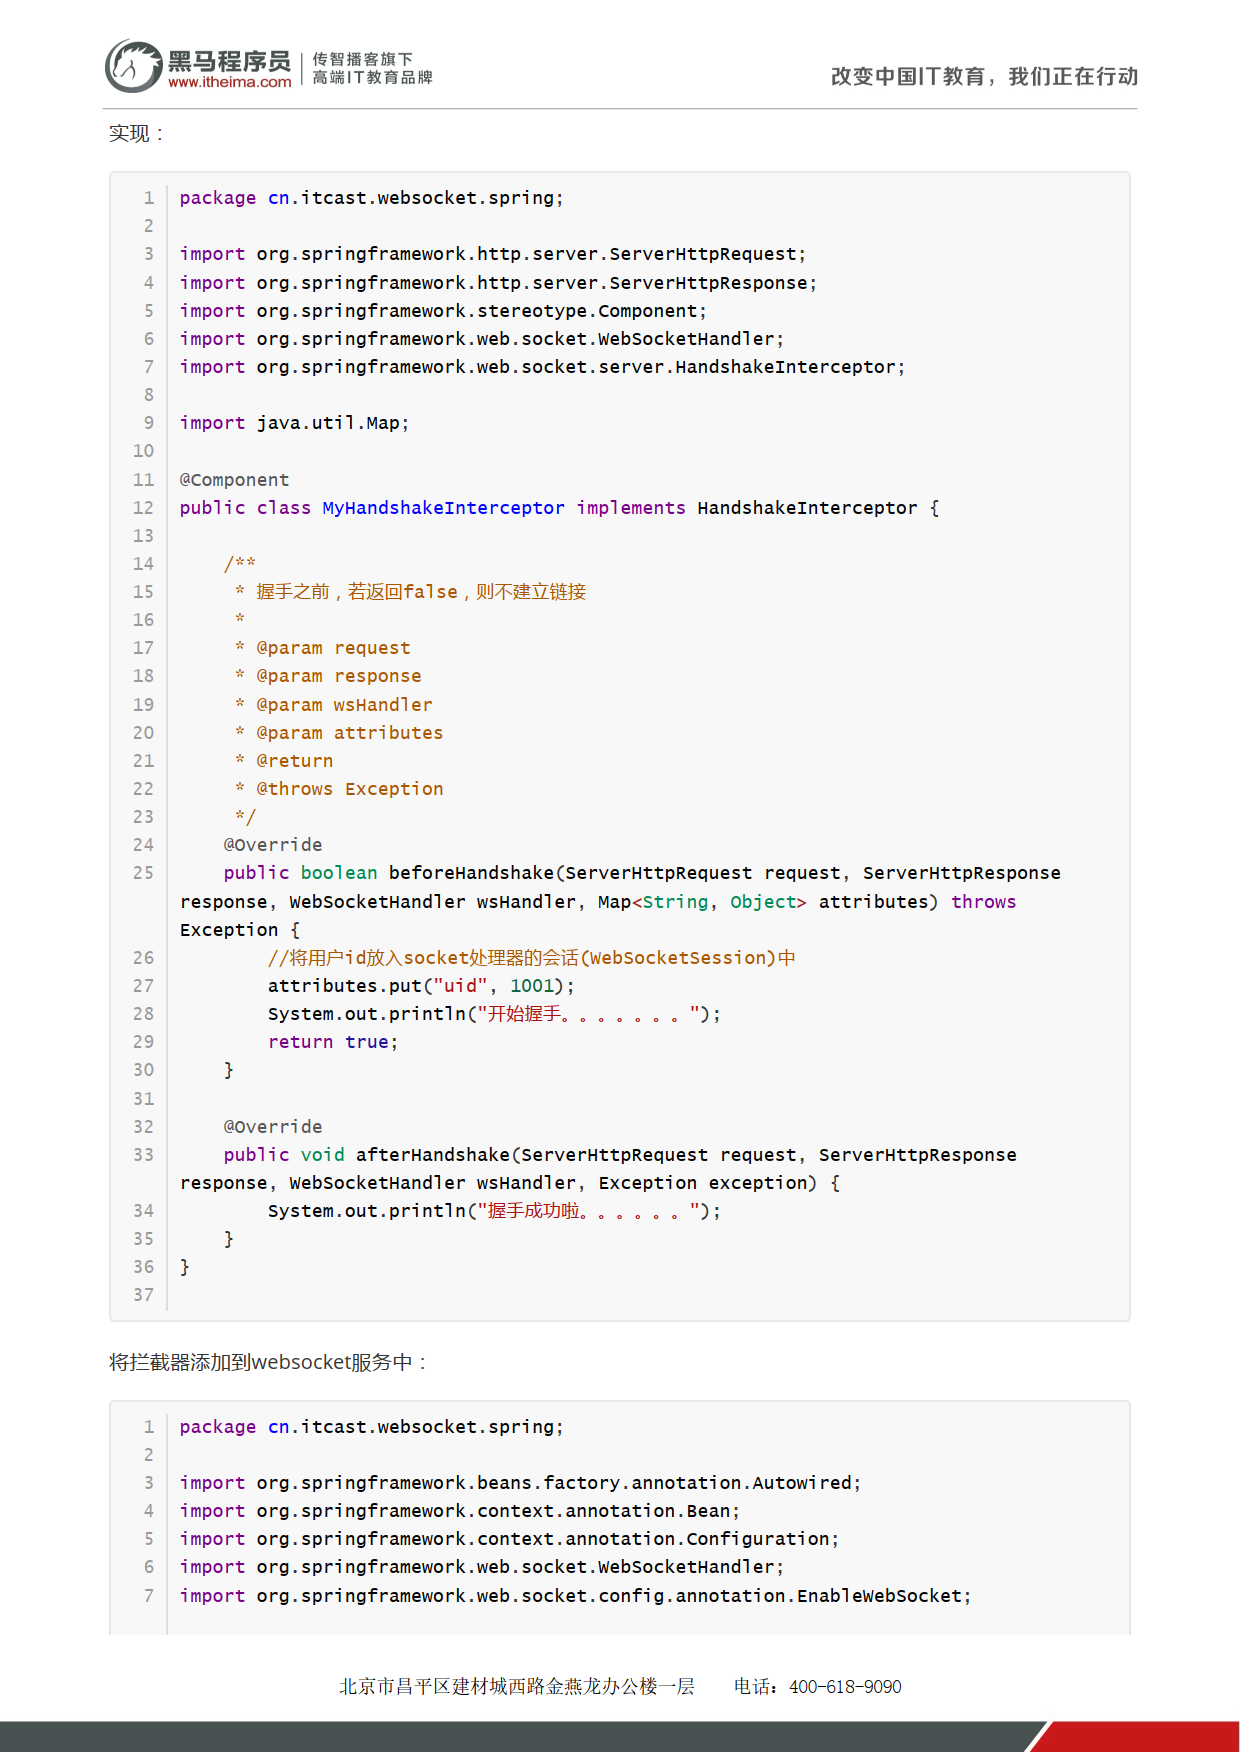 黑马程序员
www.itheima.com
传智播客旗下
高端IT教育品牌
改变中国IT教育，我们正在行动
实现：
1 package cn.itcast.websocket.spring;
2
3 import org.springframework.http.server.ServerHttpRequest;
4 import org.springframework.http.server.ServerHttpResponse;
5 import org.springframework.stereotype.Component;
6 import org.springframework.web.socket.WebSocketHandler;
7 import org.springframework.web.socket.server.HandshakeInterceptor;
8
9 import java.util.Map;
10
11 @Component
12 public class MyHandshakeInterceptor implements HandshakeInterceptor {
13
14     /**
15      * 握手之前，若返回false，则不建立链接
16      *
17      * @param request
18      * @param response
19      * @param wsHandler
20      * @param attributes
21      * @return
22      * @throws Exception
23      */
24     @Override
25     public boolean beforeHandshake(ServerHttpRequest request, ServerHttpResponse
response, WebSocketHandler wsHandler, Map<String, Object> attributes) throws
Exception {
26         //将用户id放入socket处理器的会话(WebSocketSession)中
27         attributes.put("uid", 1001);
28         System.out.println("开始握手。。。。。。。");
29         return true;
30     }
31
32     @Override
33     public void afterHandshake(ServerHttpRequest request, ServerHttpResponse
response, WebSocketHandler wsHandler, Exception exception) {
34         System.out.println("握手成功啦。。。。。。");
35     }
36 }
37
将拦截器添加到websocket服务中：
1 package cn.itcast.websocket.spring;
2
3 import org.springframework.beans.factory.annotation.Autowired;
4 import org.springframework.context.annotation.Bean;
5 import org.springframework.context.annotation.Configuration;
6 import org.springframework.web.socket.WebSocketHandler;
7 import org.springframework.web.socket.config.annotation.EnableWebSocket;
北京市昌平区建材城西路金燕龙办公楼一层 电话：400-618-9090